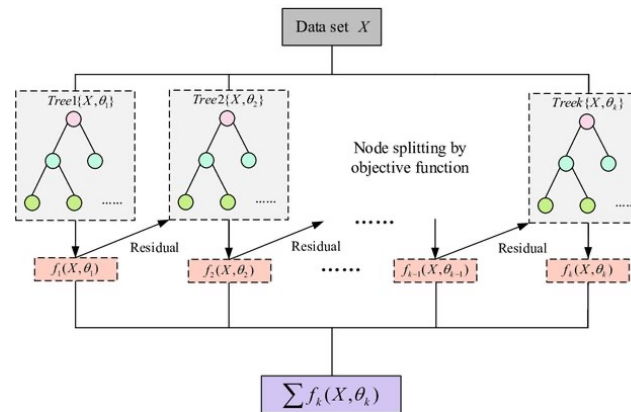 Data set X
Tree1{X,θ₁}
Tree2{X,θ₂}
Treek{X,θₖ}
Node splitting by
objective function
......
......
......
......
Residual
Residual
Residual
f₁(X,θ₁)
f₂(X,θ₂)
......
fₖ₋₁(X,θₖ₋₁)
fₖ(X,θₖ)
∑ fₖ(X,θₖ)